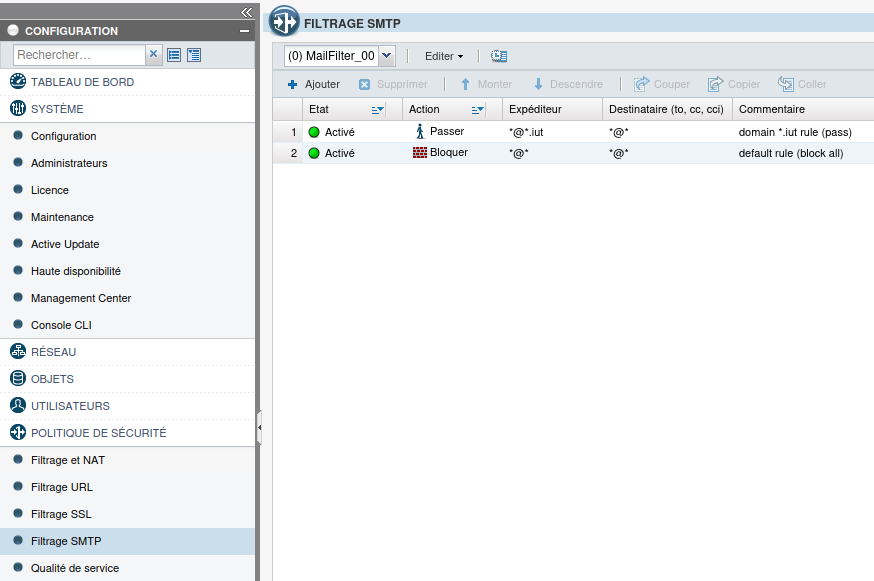 CONFIGURATION
Rechercher…
TABLEAU DE BORD
SYSTÈME
Configuration
Administrateurs
Licence
Maintenance
Active Update
Haute disponibilité
Management Center
Console CLI
RÉSEAU
OBJETS
UTILISATEURS
POLITIQUE DE SÉCURITÉ
Filtrage et NAT
Filtrage URL
Filtrage SSL
Filtrage SMTP
Qualité de service
FILTRAGE SMTP
(0) MailFilter_00 Editer
Ajouter Supprimer Monter Descendre Couper Copier Coller
Etat Action Expéditeur Destinataire (to, cc, cci) Commentaire
1 Activé Passer *@*.iut *@* domain *.iut rule (pass)
2 Activé Bloquer *@* *@* default rule (block all)